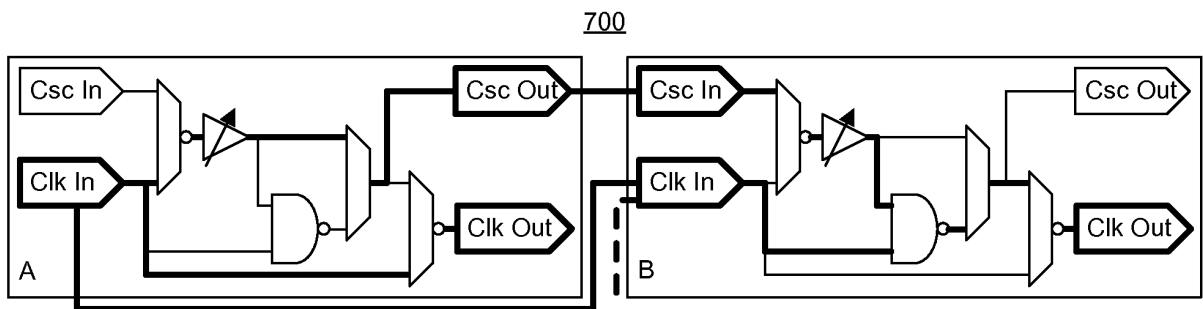 700
Csc In
Csc Out
Clk In
Clk Out
A
Csc In
Csc Out
Clk In
Clk Out
B